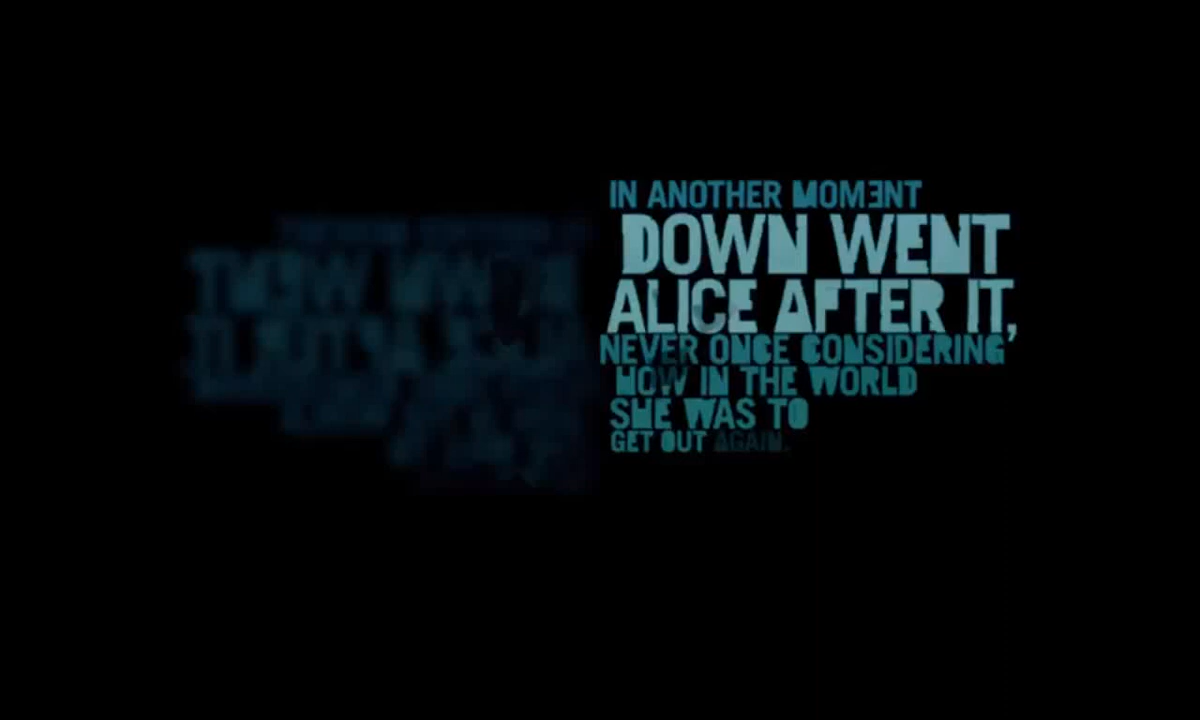 IN ANOTHER MOMENT
DOWN WENT
ALICE AFTER IT,
NEVER ONCE CONSIDERING
HOW IN THE WORLD
SHE WAS TO
GET OUT AGAIN.